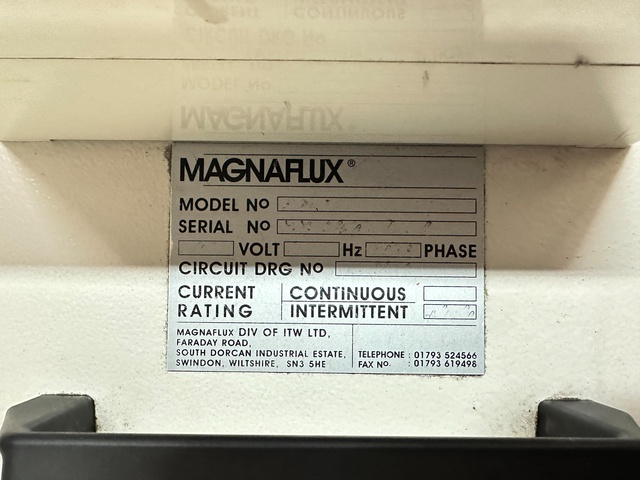 MAGNAFLUX®
MODEL NO
SERIAL NO
VOLT Hz PHASE
CIRCUIT DRG NO
CURRENT RATING
CONTINUOUS
INTERMITTENT
MAGNAFLUX DIV OF ITW LTD,
FARADAY ROAD,
SOUTH DORCAN INDUSTRIAL ESTATE,
SWINDON, WILTSHIRE, SN3 5HE
TELEPHONE : 01793 524566
FAX NO. : 01793 619498